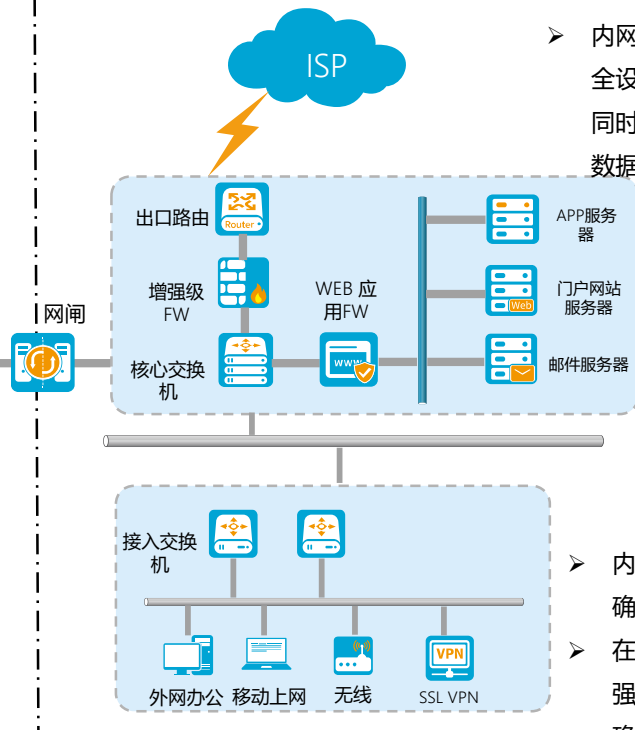 ISP
➢ 内网
全设
同时
数据
出口路由
Router
APP服务
器
增强级
FW
WEB 应
用FW
门户网站
服务器
Web
网闸
核心交换
机
www
邮件服务器
接入交换
机
➢ 内
确
➢ 在
强
VPN
外网办公
移动上网
无线
SSL VPN